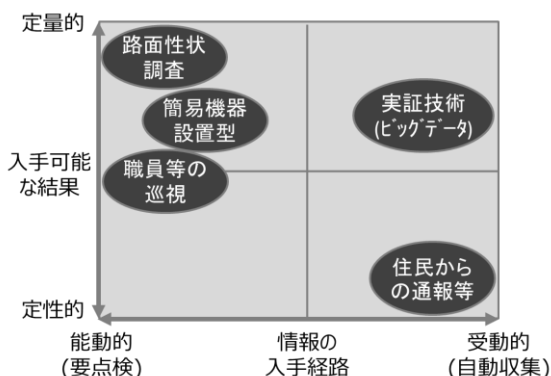 定量的
路面性状
調査
簡易機器
設置型
実証技術
(ﾋﾞｯｸﾞﾃﾞｰﾀ)
入手可能
な結果
職員等の
巡視
住民から
の通報等
定性的
能動的
(要点検)
情報の
入手経路
受動的
(自動収集)